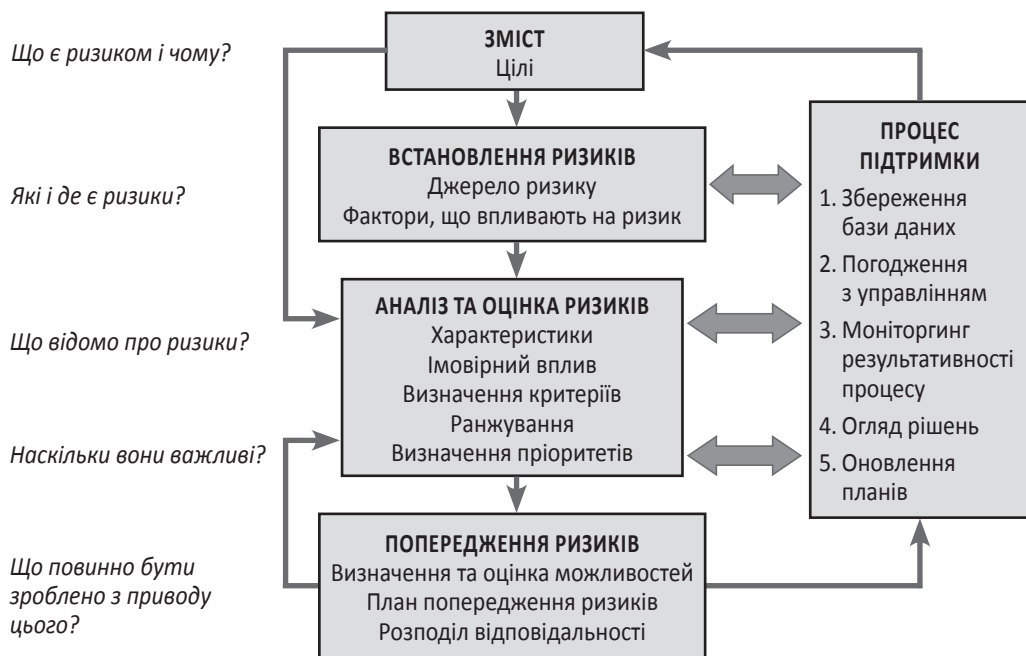 Що є ризиком і чому?
ЗМІСТ
Цілі
Які і де є ризики?
ВСТАНОВЛЕННЯ РИЗИКІВ
Джерело ризику
Фактори, що впливають на ризик
Що відомо про ризики?
Наскільки вони важливі?
АНАЛІЗ ТА ОЦІНКА РИЗИКІВ
Характеристики
Імовірний вплив
Визначення критеріїв
Ранжування
Визначення пріоритетів
Що повинно бути
зроблено з приводу
цього?
ПОПЕРЕДЖЕННЯ РИЗИКІВ
Визначення та оцінка можливостей
План попередження ризиків
Розподіл відповідальності
ПРОЦЕС
ПІДТРИМКИ
1. Збереження
бази даних
2. Погодження
з управлінням
3. Моніторгинг
результативності
процесу
4. Огляд рішень
5. Оновлення
планів